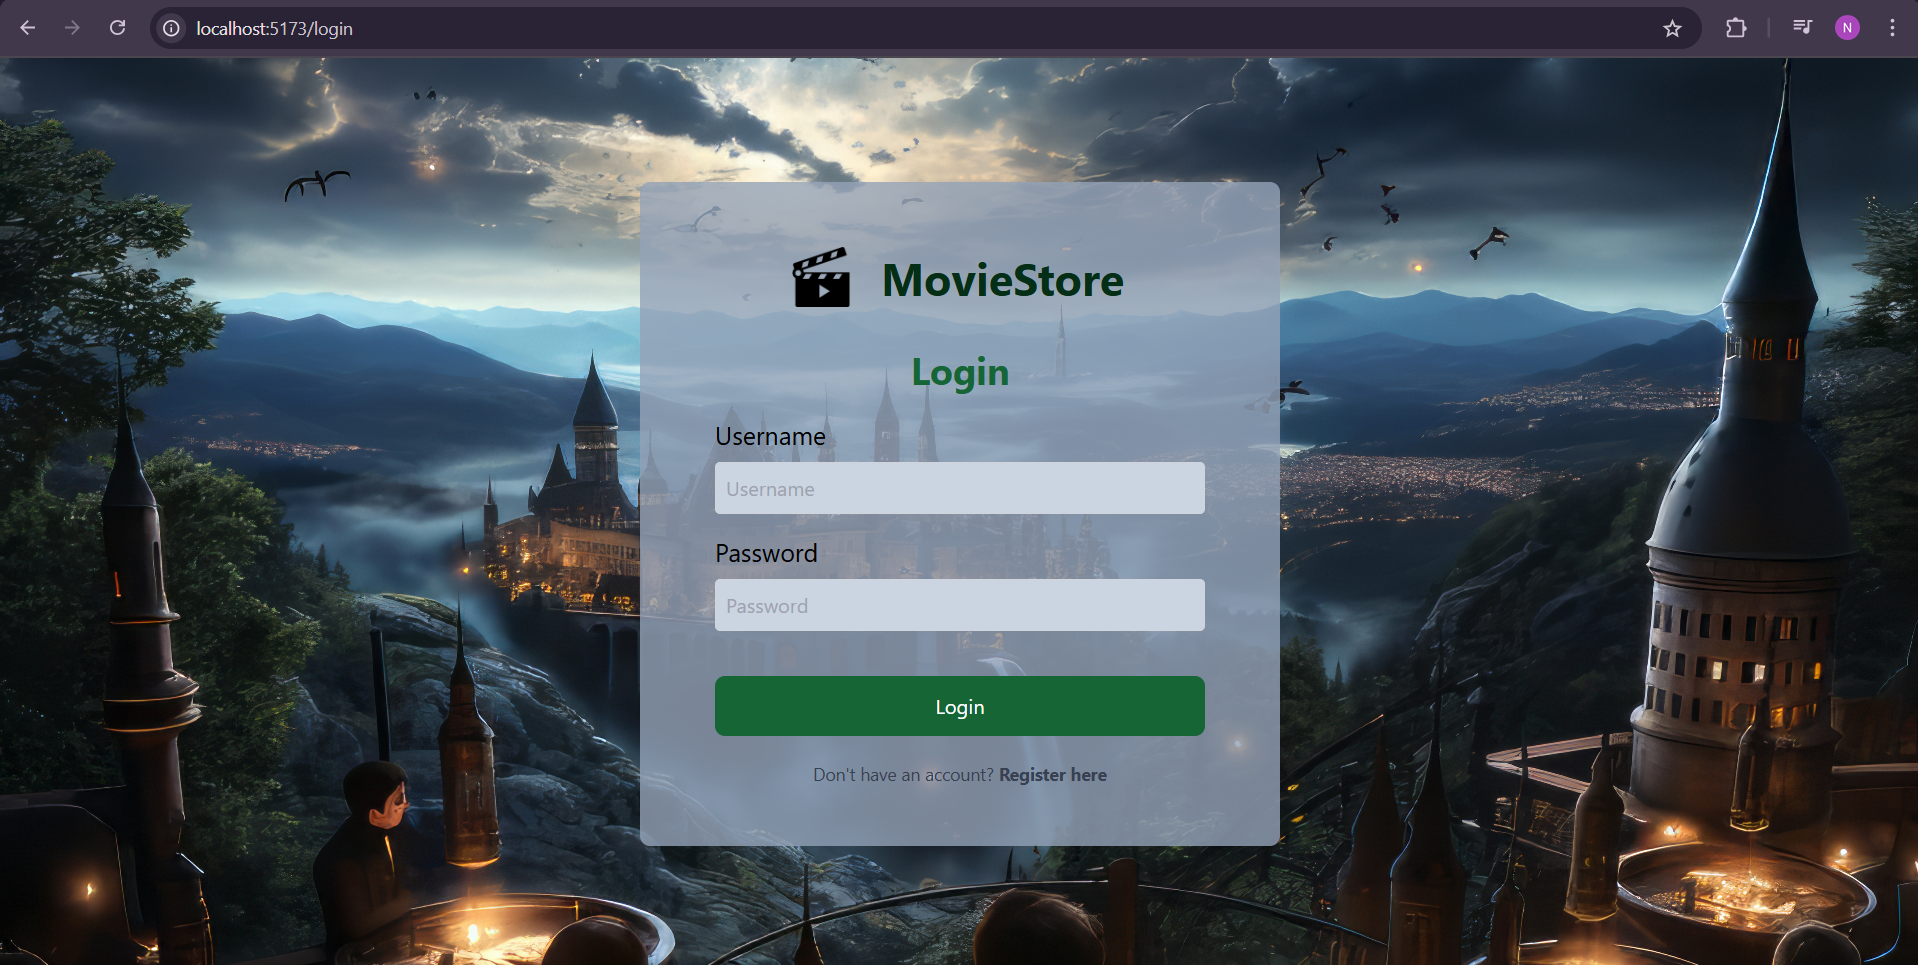 localhost:5173/login
N
MovieStore
Login
Username
Username
Password
Password
Login
Don't have an account? Register here